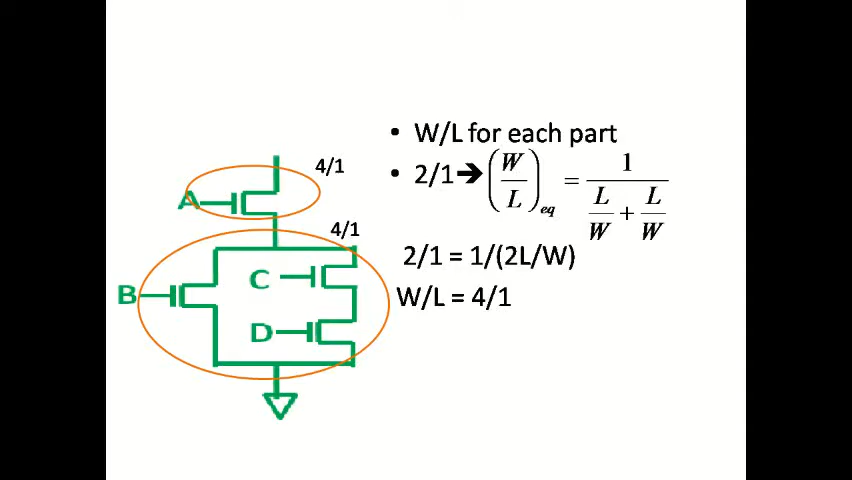 4/1
A
4/1
B
C
D
• W/L for each part
• 2/1➔(W/L)eq = 1/(L/W + L/W)
2/1 = 1/(2L/W)
W/L = 4/1